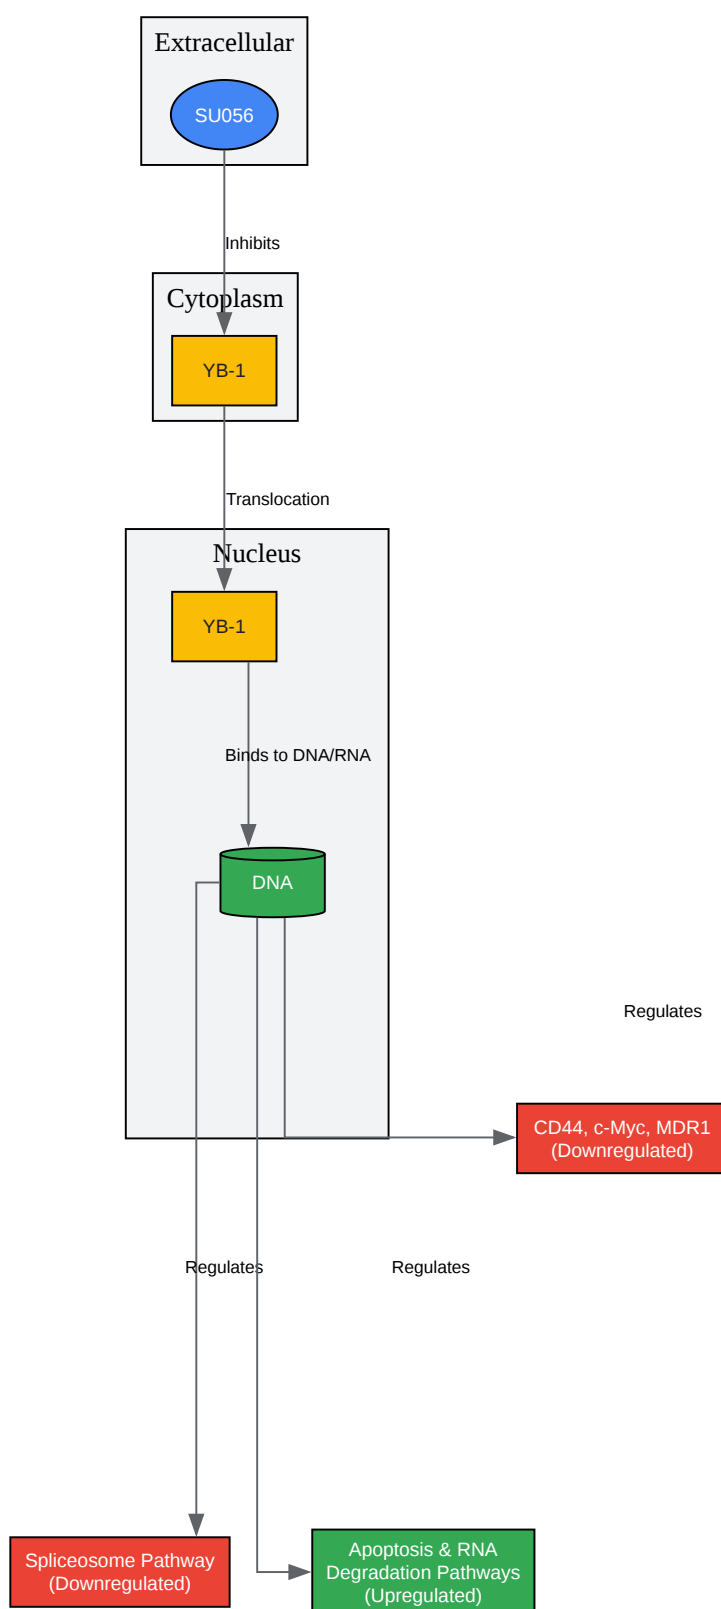 Extracellular
SU056
Inhibits
Cytoplasm
YB-1
Translocation
Nucleus
YB-1
Binds to DNA/RNA
DNA
Regulates
CD44, c-Myc, MDR1
(Downregulated)
Regulates
Regulates
Spliceosome Pathway
(Downregulated)
Apoptosis & RNA
Degradation Pathways
(Upregulated)